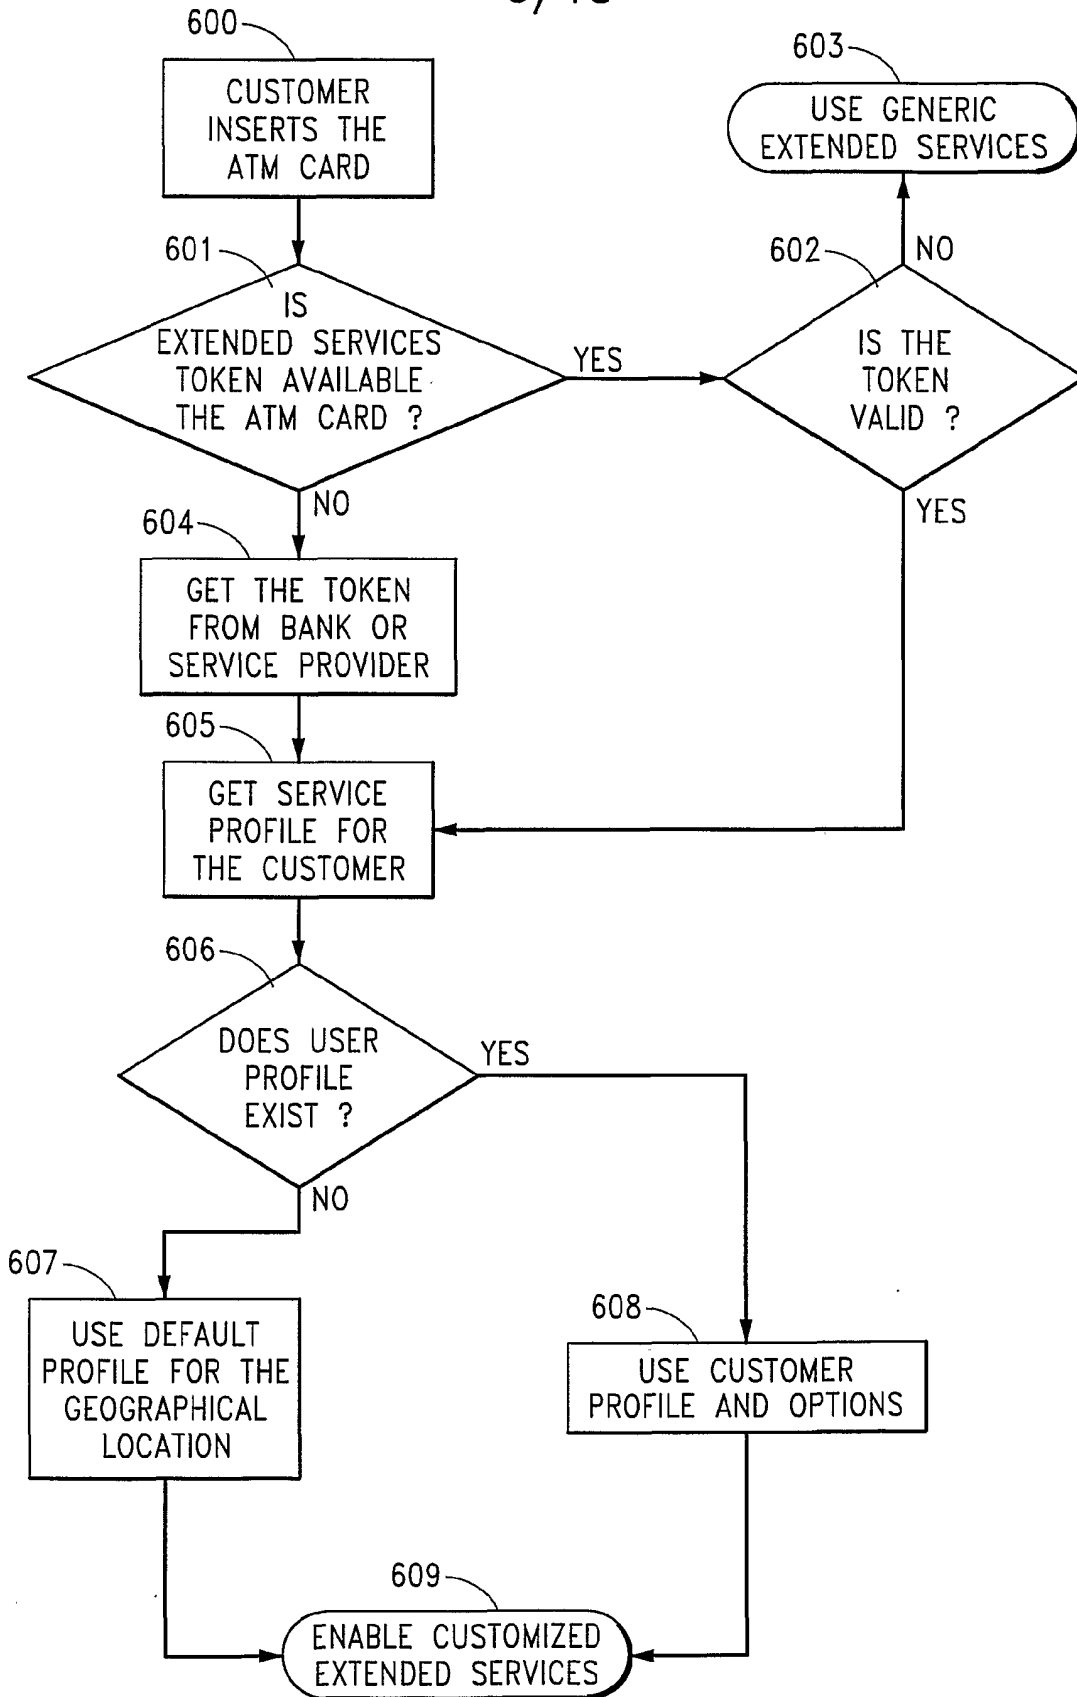 600
CUSTOMER
INSERTS THE
ATM CARD
603
USE GENERIC
EXTENDED SERVICES
601
IS
EXTENDED SERVICES
TOKEN AVAILABLE
THE ATM CARD ?
YES
602
NO
IS THE
TOKEN
VALID ?
YES
NO
604
GET THE TOKEN
FROM BANK OR
SERVICE PROVIDER
605
GET SERVICE
PROFILE FOR
THE CUSTOMER
606
DOES USER
PROFILE
EXIST ?
YES
NO
607
USE DEFAULT
PROFILE FOR THE
GEOGRAPHICAL
LOCATION
608
USE CUSTOMER
PROFILE AND OPTIONS
609
ENABLE CUSTOMIZED
EXTENDED SERVICES